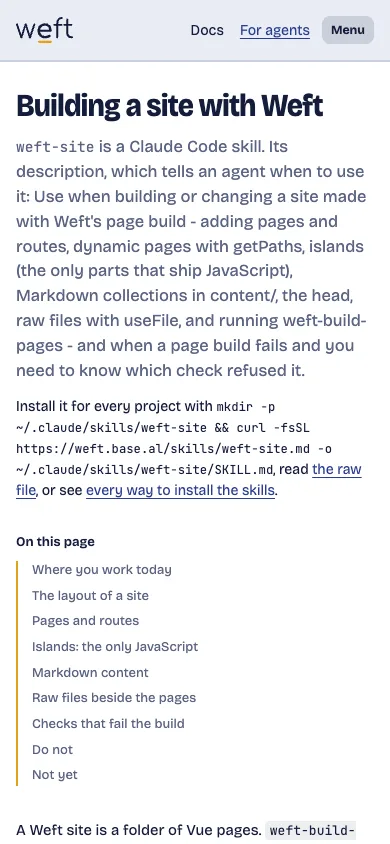 weft
Docs
For agents
Menu
Building a site with Weft
weft-site is a Claude Code skill. Its
description, which tells an agent when to use
it: Use when building or changing a site made
with Weft's page build - adding pages and
routes, dynamic pages with getPaths, islands
(the only parts that ship JavaScript),
Markdown collections in content/, the head,
raw files with useFile, and running weft-build-
pages - and when a page build fails and you
need to know which check refused it.
Install it for every project with mkdir -p
~/.claude/skills/weft-site && curl -fsSL
https://weft.base.al/skills/weft-site.md -o
~/.claude/skills/weft-site/SKILL.md, read the raw
file, or see every way to install the skills.
On this page
Where you work today
The layout of a site
Pages and routes
Islands: the only JavaScript
Markdown content
Raw files beside the pages
Checks that fail the build
Do not
Not yet
A Weft site is a folder of Vue pages. weft-build-